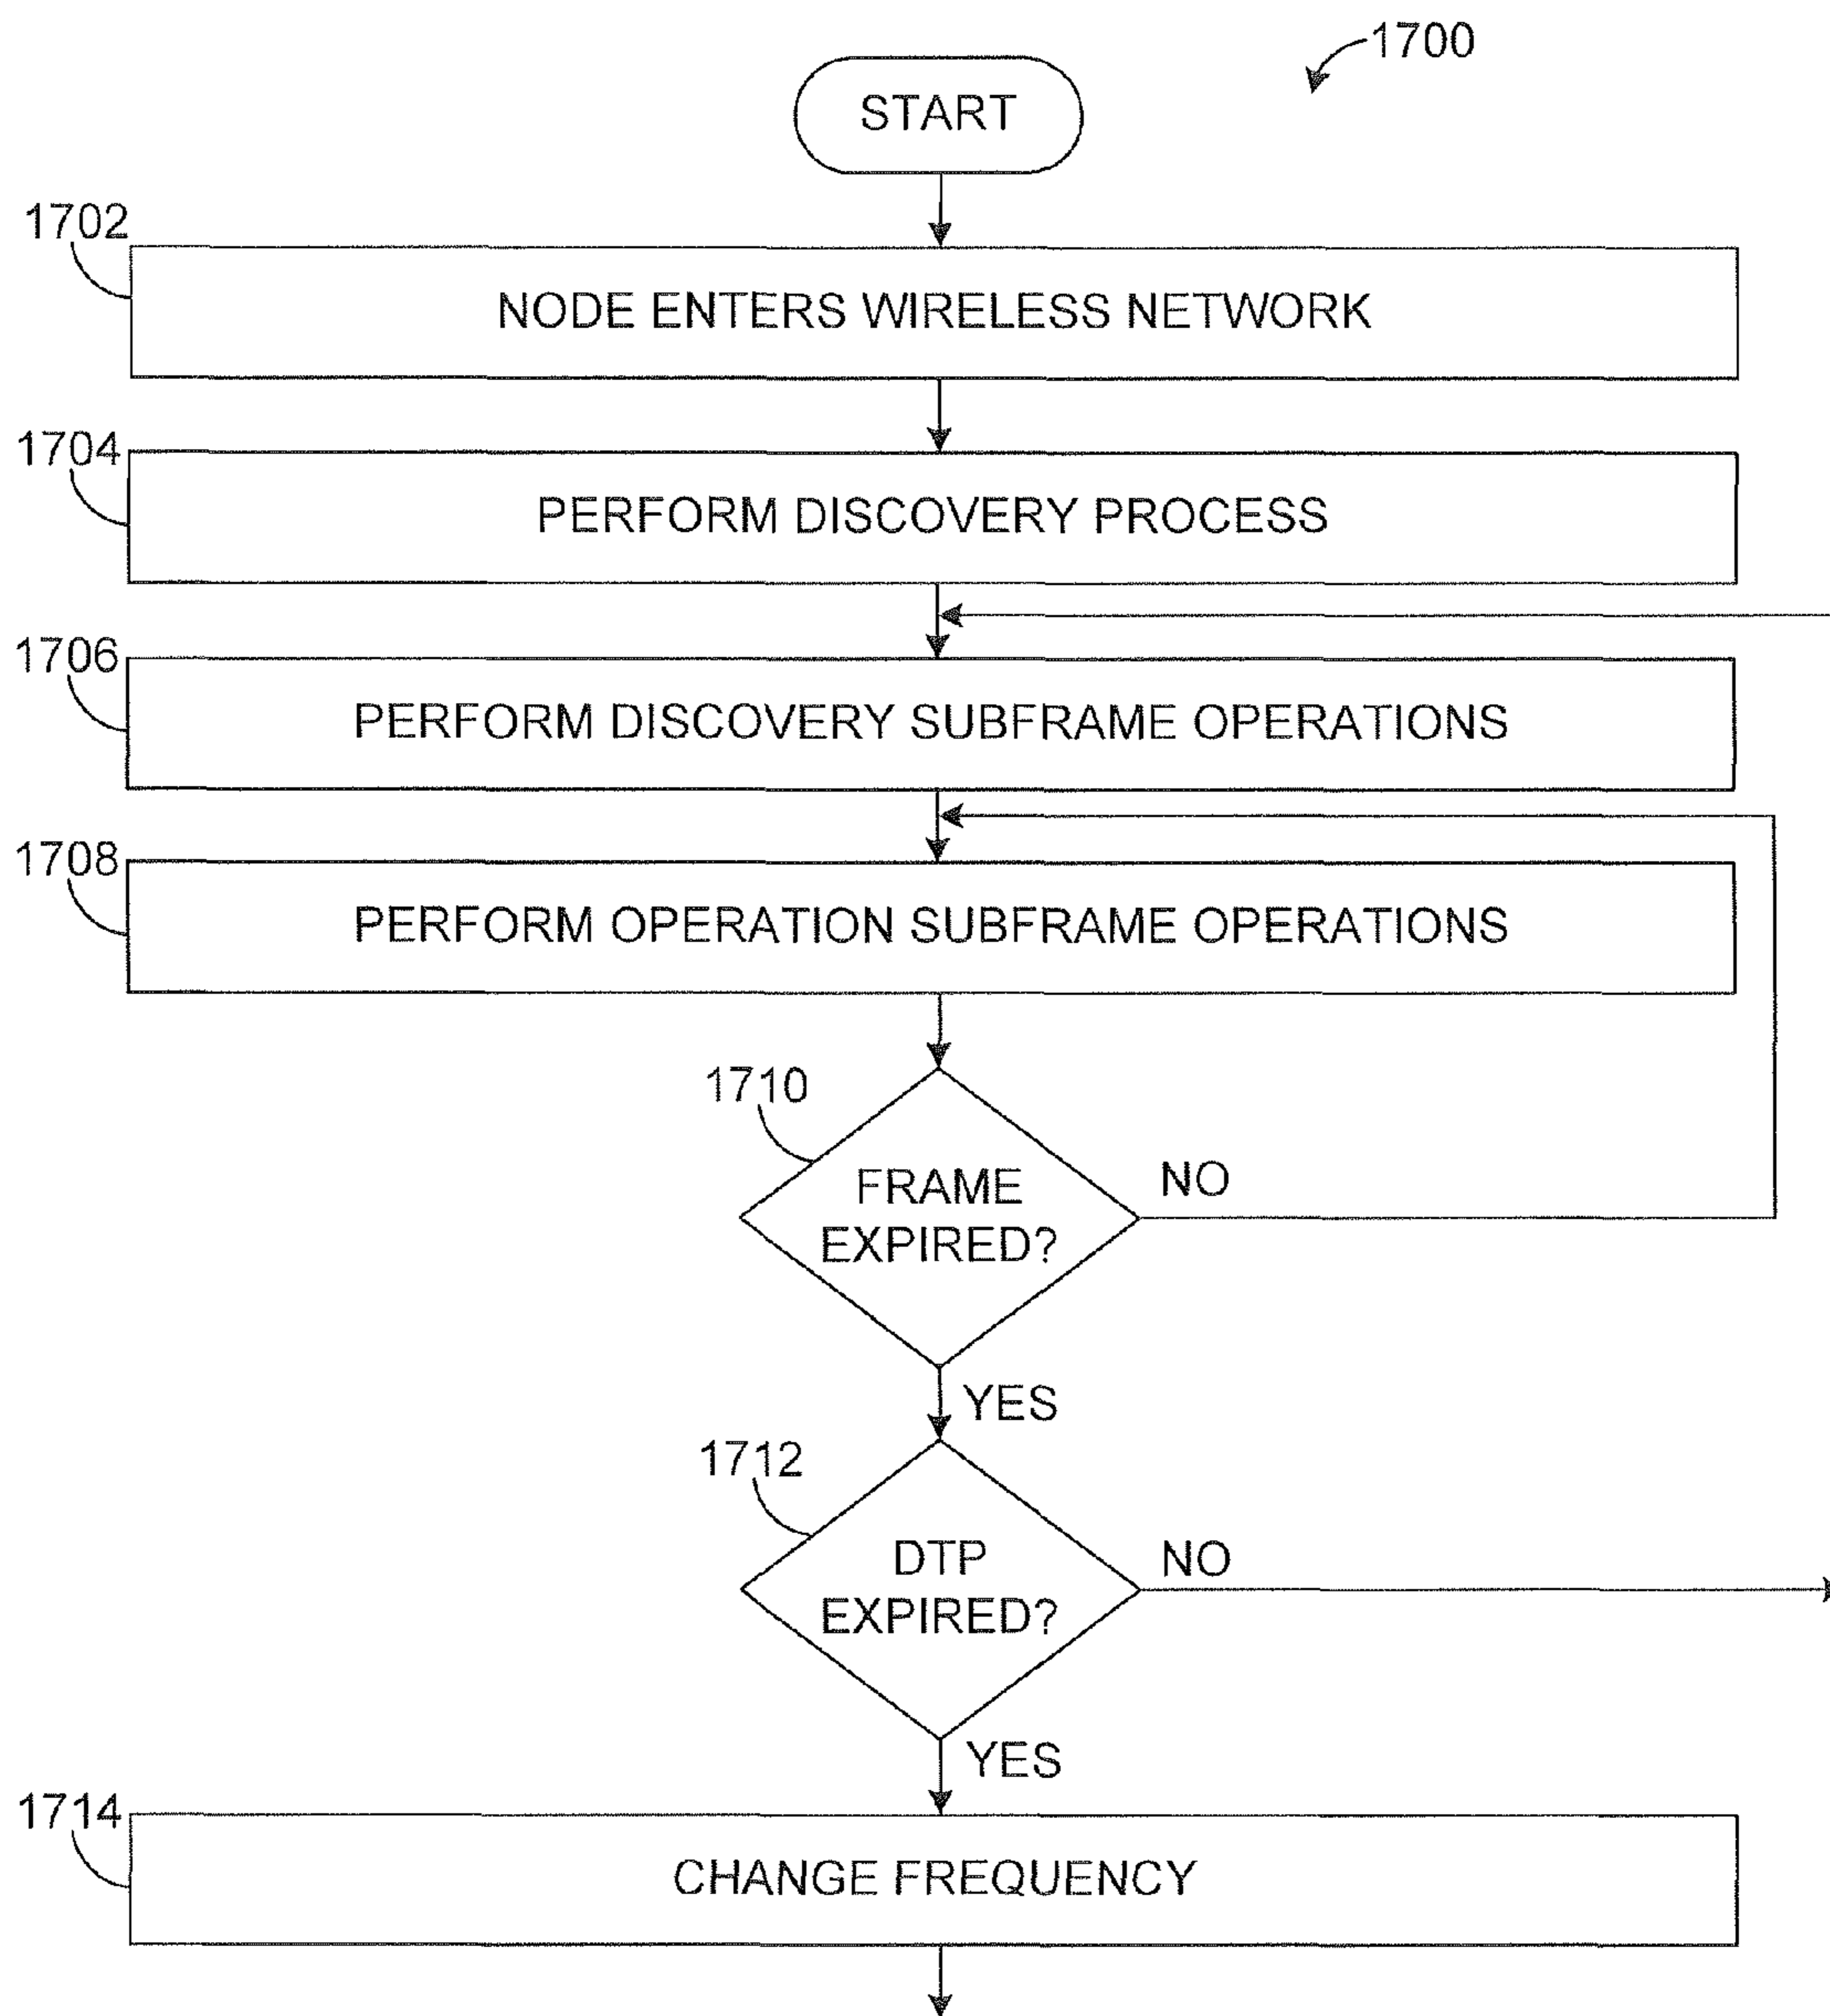 1700
START
1702
NODE ENTERS WIRELESS NETWORK
1704
PERFORM DISCOVERY PROCESS
1706
PERFORM DISCOVERY SUBFRAME OPERATIONS
1708
PERFORM OPERATION SUBFRAME OPERATIONS
1710
FRAME
EXPIRED?
NO
YES
1712
DTP
EXPIRED?
NO
YES
1714
CHANGE FREQUENCY